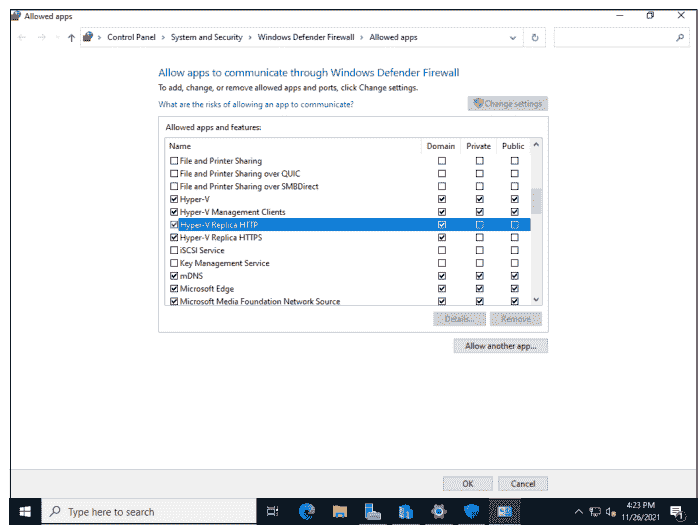 Allowed apps
Control Panel > System and Security > Windows Defender Firewall > Allowed apps
Allow apps to communicate through Windows Defender Firewall
To add, change, or remove allowed apps and ports, click Change settings.
What are the risks of allowing an app to communicate?
Change settings
Allowed apps and features:
Name Domain Private Public
File and Printer Sharing
File and Printer Sharing over QUIC
File and Printer Sharing over SMBDirect
Hyper-V
Hyper-V Management Clients
Hyper-V Replica HTTP
Hyper-V Replica HTTPS
iSCSI Service
Key Management Service
mDNS
Microsoft Edge
Microsoft Media Foundation Network Source
Details... Remove
Allow another app...
OK Cancel
Type here to search
4:23 PM
11/26/2021